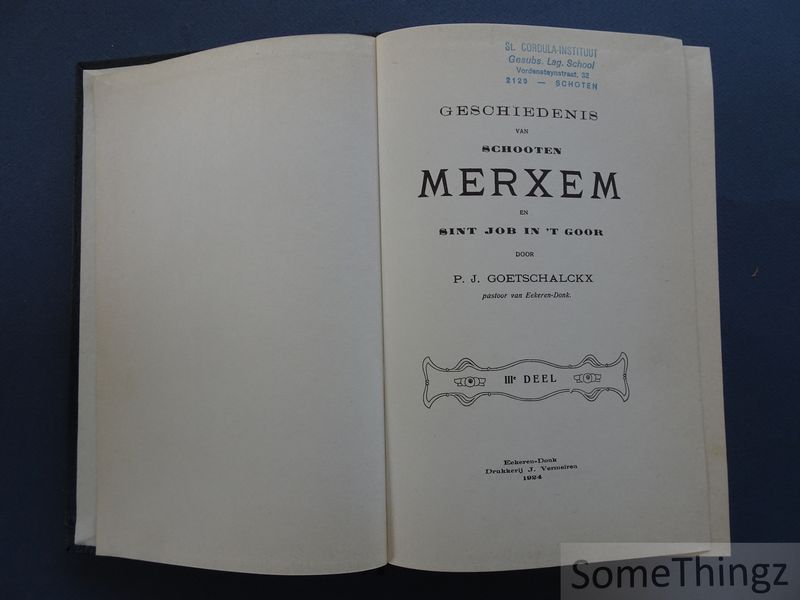 St. CORDULA-INSTITUUT
Gesubs. Lag. School
Vordensteynstraat, 32
2120 — SCHOTEN
GESCHIEDENIS
VAN
SCHOOTEN
MERXEM
EN
SINT JOB IN 'T GOOR
DOOR
P. J. GOETSCHALCKX
pastoor van Eekeren-Donk.
IIIe DEEL
Eekeren-Donk
Drukkerij J. Vermeiren
1924
SomeThingz